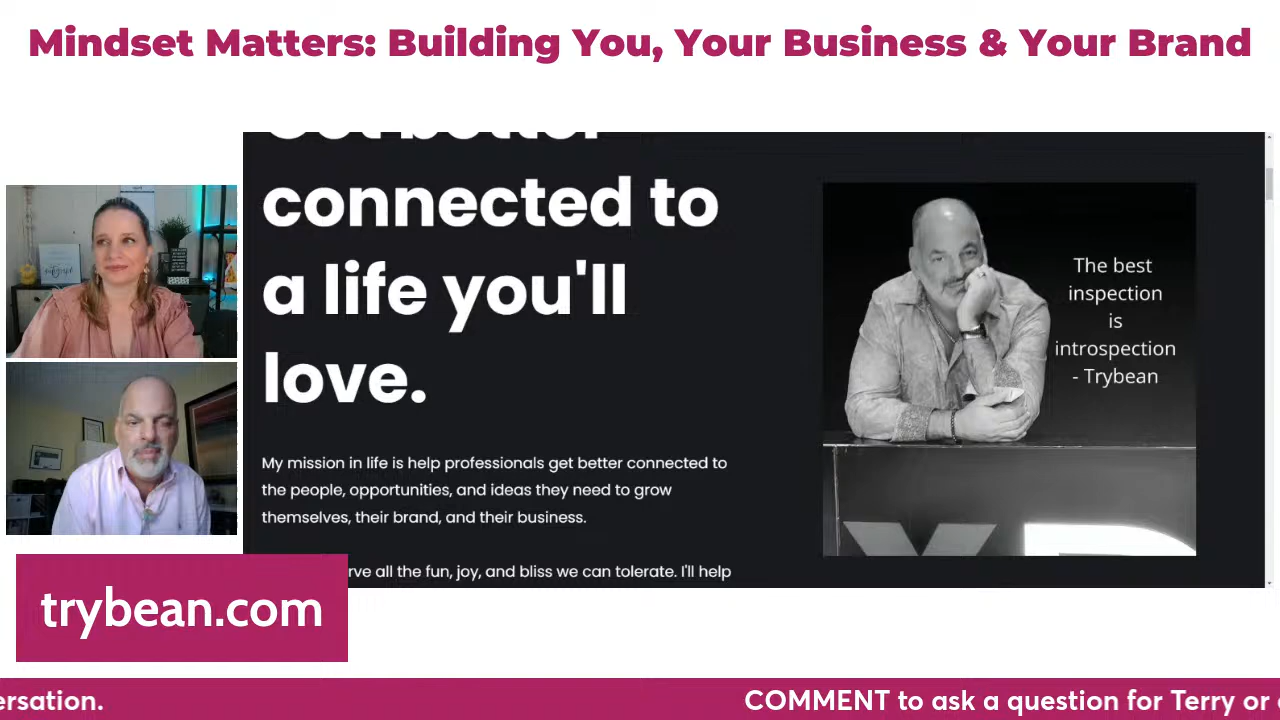 Mindset Matters: Building You, Your Business & Your Brand
Get better
connected to
a life you'll
love.
My mission in life is help professionals get better connected to
the people, opportunities, and ideas they need to grow
themselves, their brand, and their business.
all the fun, joy, and bliss we can tolerate. I'll help
The best
inspection
is
introspection
- Trybean
trybean.com
COMMENT to ask a question for Terry or